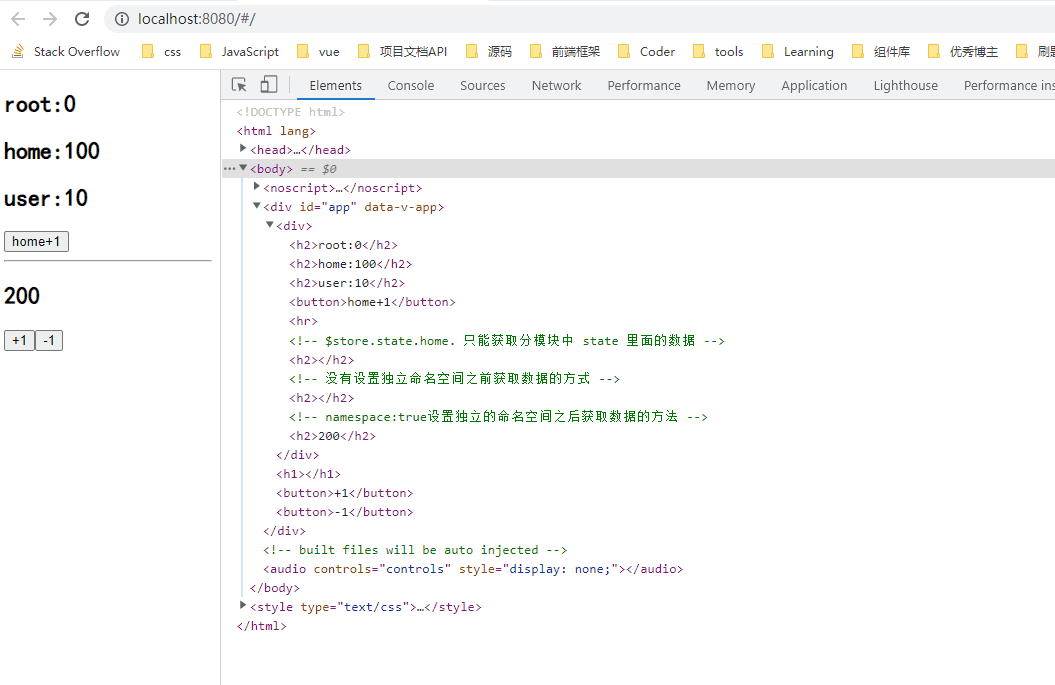 localhost:8080/#/
Stack Overflow css JavaScript vue 项目文档API 源码 前端框架 Coder tools Learning 组件库 优秀博主
Elements Console Sources Network Performance Memory Application Lighthouse Performance ins
root:0
home:100
user:10
home+1
200
+1 -1
<!DOCTYPE html>
<html lang>
<head>…</head>
<body> == $0
<noscript>…</noscript>
<div id="app" data-v-app>
<div>
<h2>root:0</h2>
<h2>home:100</h2>
<h2>user:10</h2>
<button>home+1</button>
<hr>
<!-- $store.state.home. 只能获取分模块中 state 里面的数据 -->
<h2></h2>
<!-- 没有设置独立命名空间之前获取数据的方式 -->
<h2></h2>
<!-- namespace:true设置独立的命名空间之后获取数据的方法 -->
<h2>200</h2>
</div>
<h1></h1>
<button>+1</button>
<button>-1</button>
</div>
<!-- built files will be auto injected -->
<audio controls="controls" style="display: none;"></audio>
</body>
<style type="text/css">…</style>
</html>